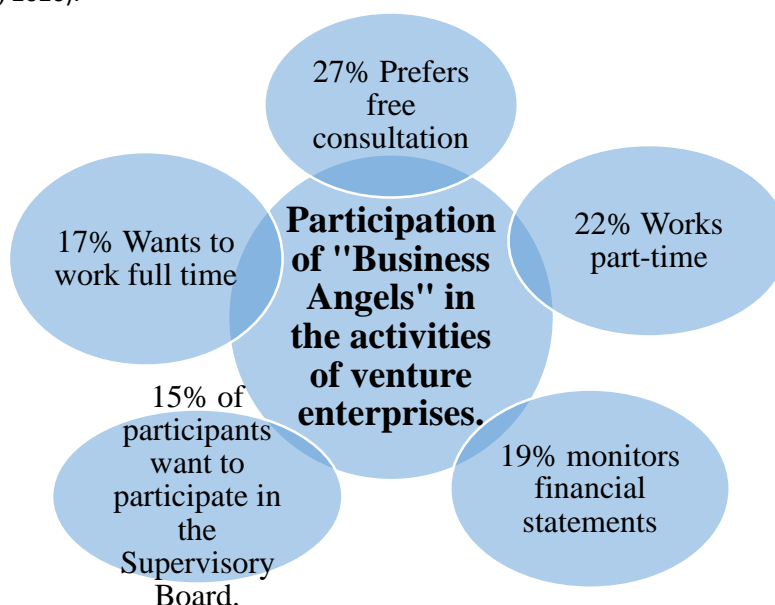 27% Prefers
free
consultation
17% Wants to
work full time
Participation
of "Business
Angels" in
the activities
of venture
enterprises.
22% Works
part-time
15% of
participants
want to
participate in
the
Supervisory
Board.
19% monitors
financial
statements